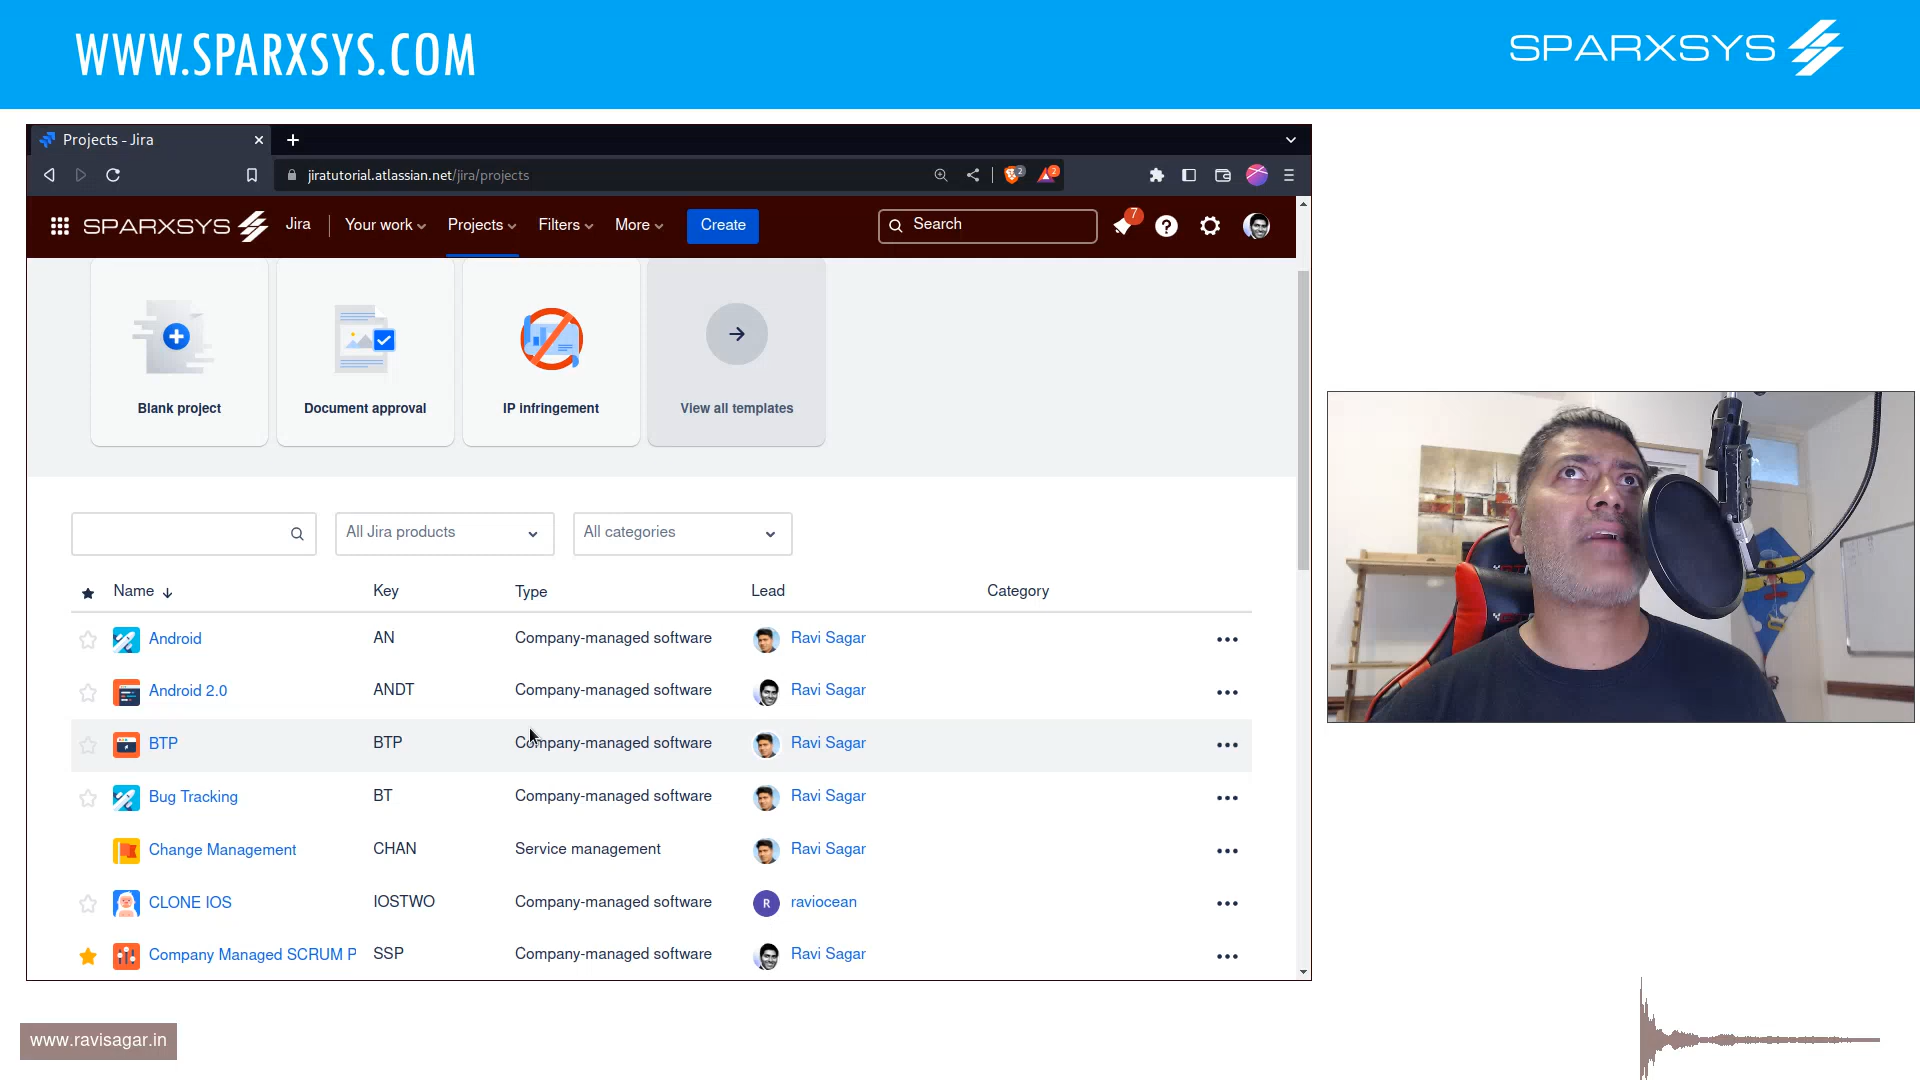 WWW.SPARXSYS.COM
SPARXSYS
Projects - Jira
jiratutorial.atlassian.net/jira/projects
2
2
SPARXSYS
Jira
Your work
Projects
Filters
More
Create
Search
7
Blank project
Document approval
IP infringement
View all templates
All Jira products
All categories
Name
Key
Type
Lead
Category
Android AN Company-managed software Ravi Sagar
Android 2.0 ANDT Company-managed software Ravi Sagar
BTP BTP Company-managed software Ravi Sagar
Bug Tracking BT Company-managed software Ravi Sagar
Change Management CHAN Service management Ravi Sagar
CLONE IOS IOSTWO Company-managed software R raviocean
Company Managed SCRUM P SSP Company-managed software Ravi Sagar
www.ravisagar.in